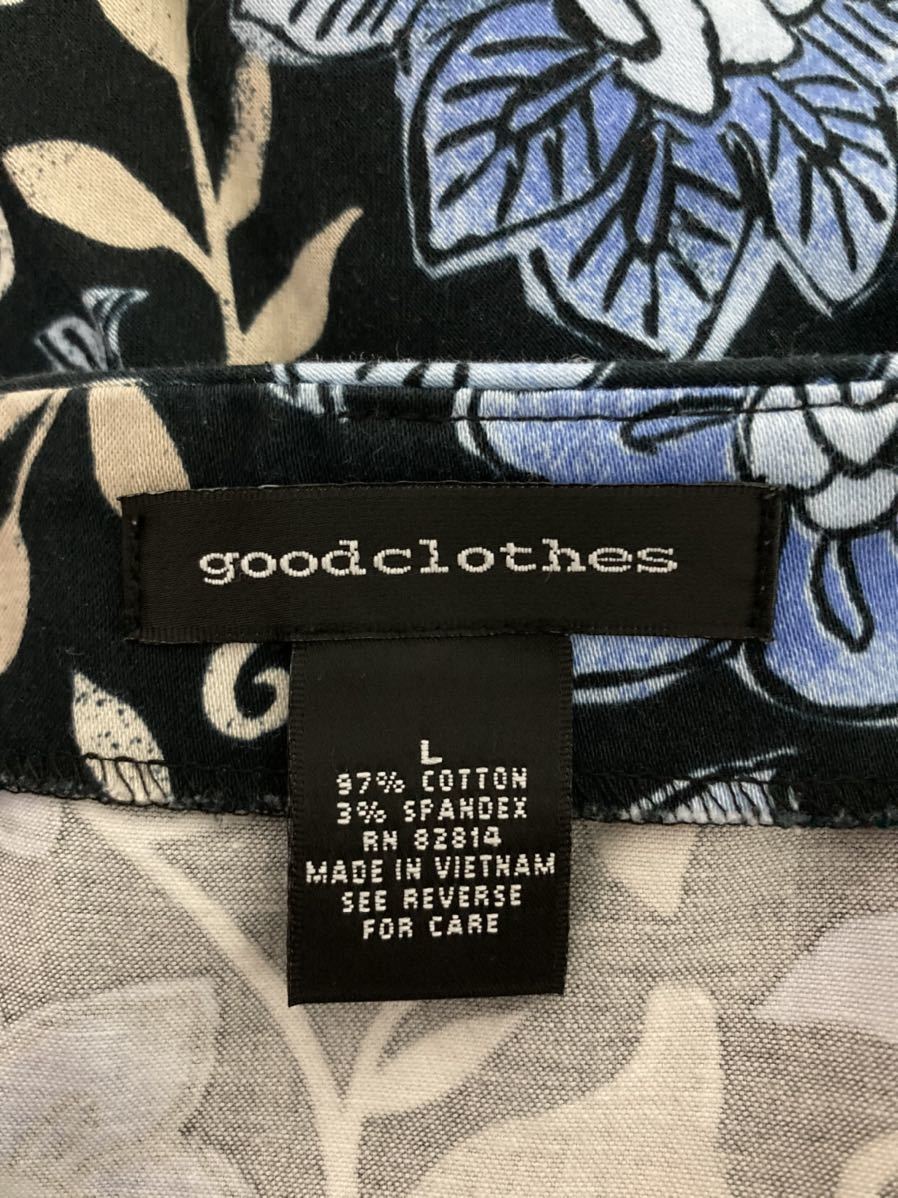 goodclothes
L
97% COTTON
3% SPANDEX
RN 82814
MADE IN VIETNAM
SEE REVERSE
FOR CARE